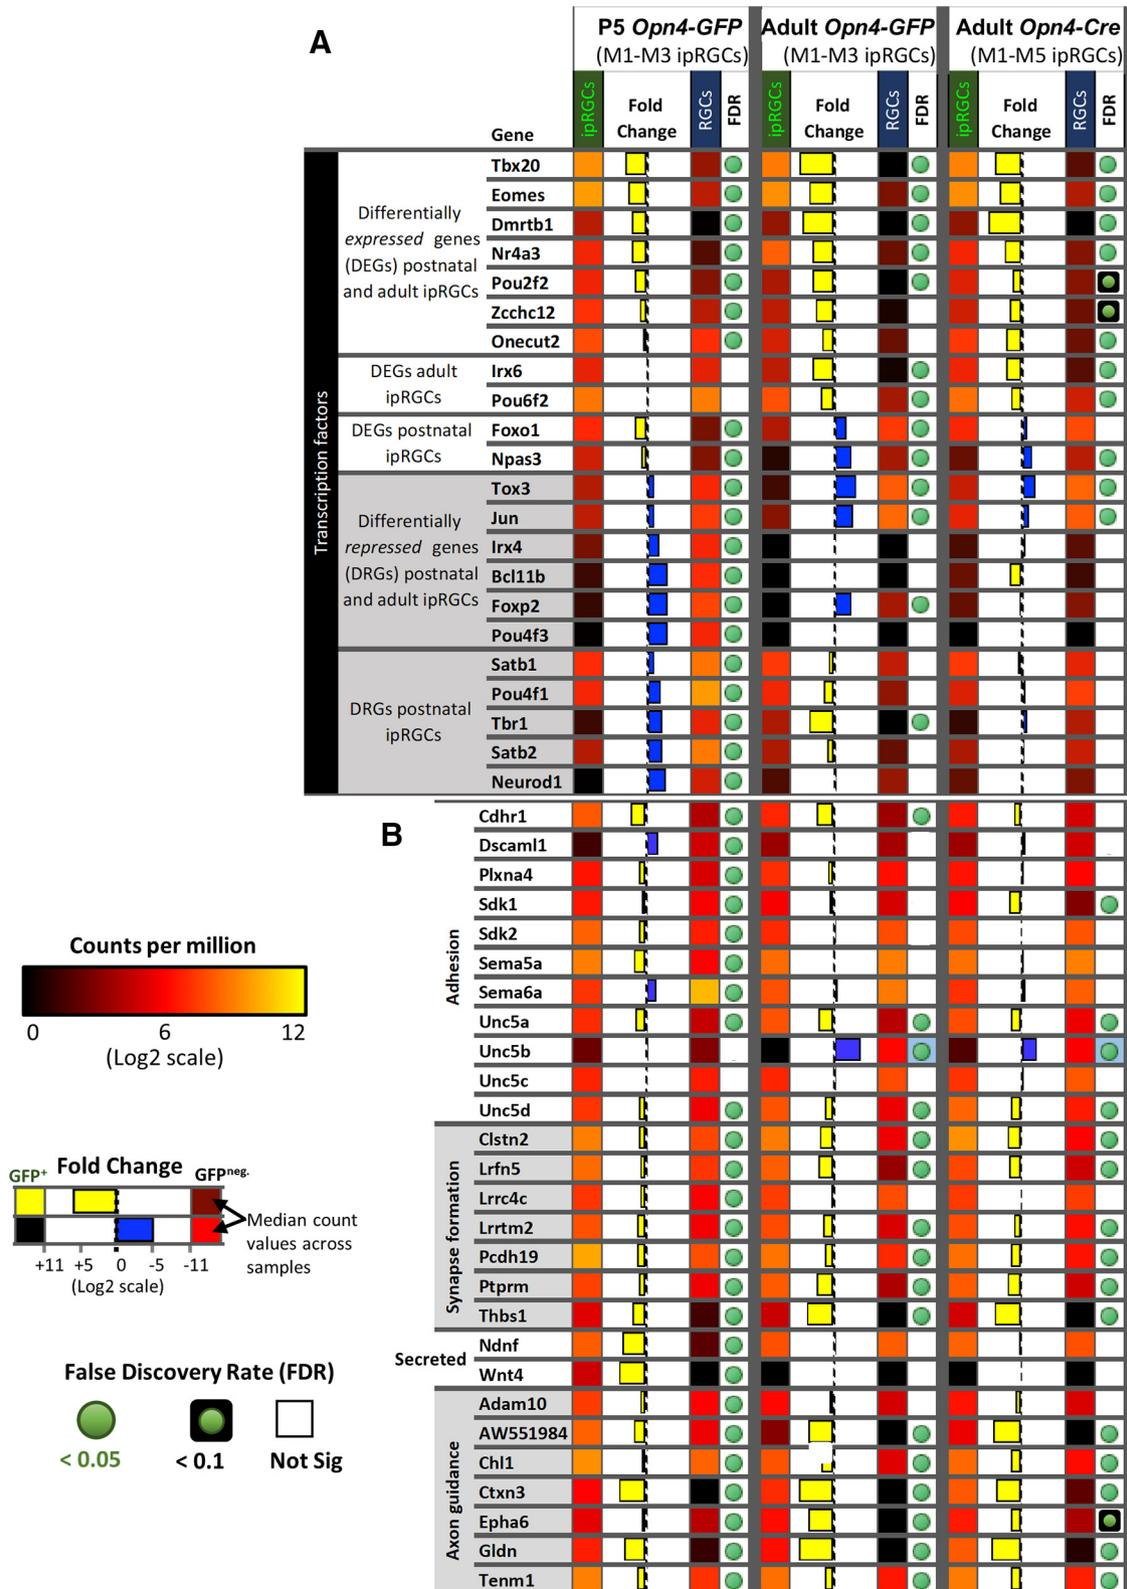 A
P5 Opn4-GFP
(M1-M3 ipRGCs)
Adult Opn4-GFP
(M1-M3 ipRGCs)
Adult Opn4-Cre
(M1-M5 ipRGCs)
Gene
ipRGCs
Fold
Change
RGCs
FDR
ipRGCs
Fold
Change
RGCs
FDR
ipRGCs
Fold
Change
RGCs
FDR
Transcription factors
Differentially
expressed genes
(DEGs) postnatal
and adult ipRGCs
Tbx20
Eomes
Dmrtb1
Nr4a3
Pou2f2
Zcchc12
Onecut2
DEGs adult
ipRGCs
Irx6
Pou6f2
DEGs postnatal
ipRGCs
Foxo1
Npas3
Differentially
repressed genes
(DRGs) postnatal
and adult ipRGCs
Tox3
Jun
Irx4
Bcl11b
Foxp2
Pou4f3
DRGs postnatal
ipRGCs
Satb1
Pou4f1
Tbr1
Satb2
Neurod1
B
Adhesion
Cdhr1
Dscaml1
Plxna4
Sdk1
Sdk2
Sema5a
Sema6a
Unc5a
Unc5b
Unc5c
Unc5d
Synapse formation
Clstn2
Lrfn5
Lrrc4c
Lrrtm2
Pcdh19
Ptprm
Thbs1
Secreted
Ndnf
Wnt4
Axon guidance
Adam10
AW551984
Chl1
Ctxn3
Epha6
Gldn
Tenm1
Counts per million
0 6 12
(Log2 scale)
GFP+ Fold Change GFPneg.
Median count
values across
samples
+11 +5 0 -5 -11
(Log2 scale)
False Discovery Rate (FDR)
< 0.05 < 0.1 Not Sig